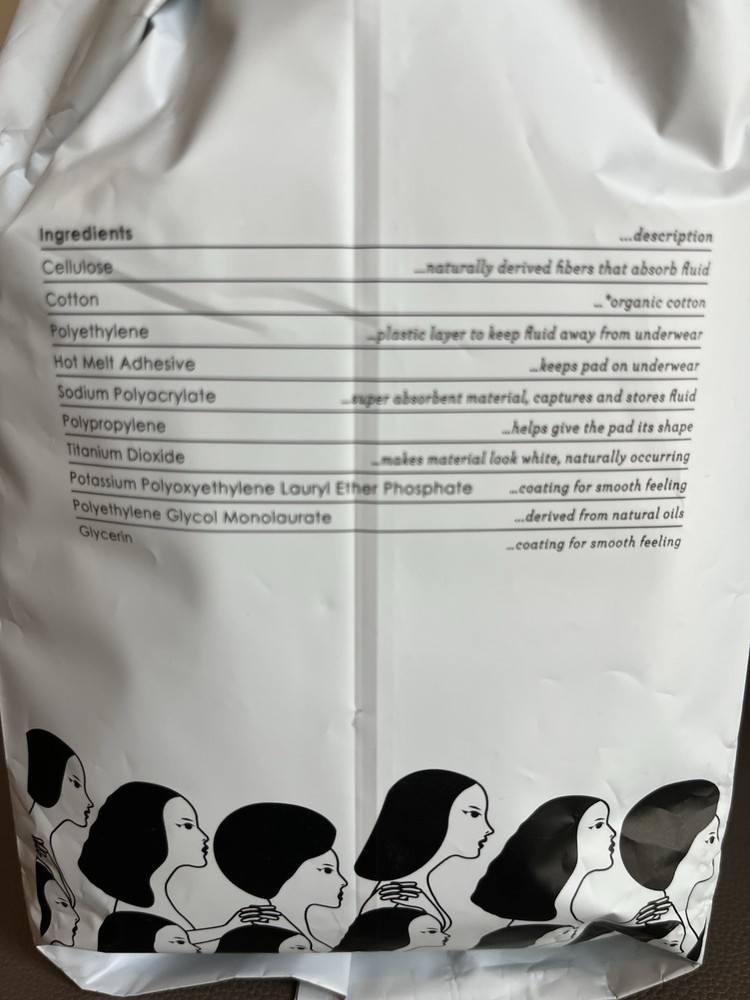 Ingredients ...description
Cellulose ...naturally derived fibers that absorb fluid
Cotton ...*organic cotton
Polyethylene ...plastic layer to keep fluid away from underwear
Hot Melt Adhesive ...keeps pad on underwear
Sodium Polyacrylate ...super absorbent material, captures and stores fluid
Polypropylene ...helps give the pad its shape
Titanium Dioxide ...makes material look white, naturally occurring
Potassium Polyoxyethylene Lauryl Ether Phosphate ...coating for smooth feeling
Polyethylene Glycol Monolaurate ...derived from natural oils
Glycerin ...coating for smooth feeling